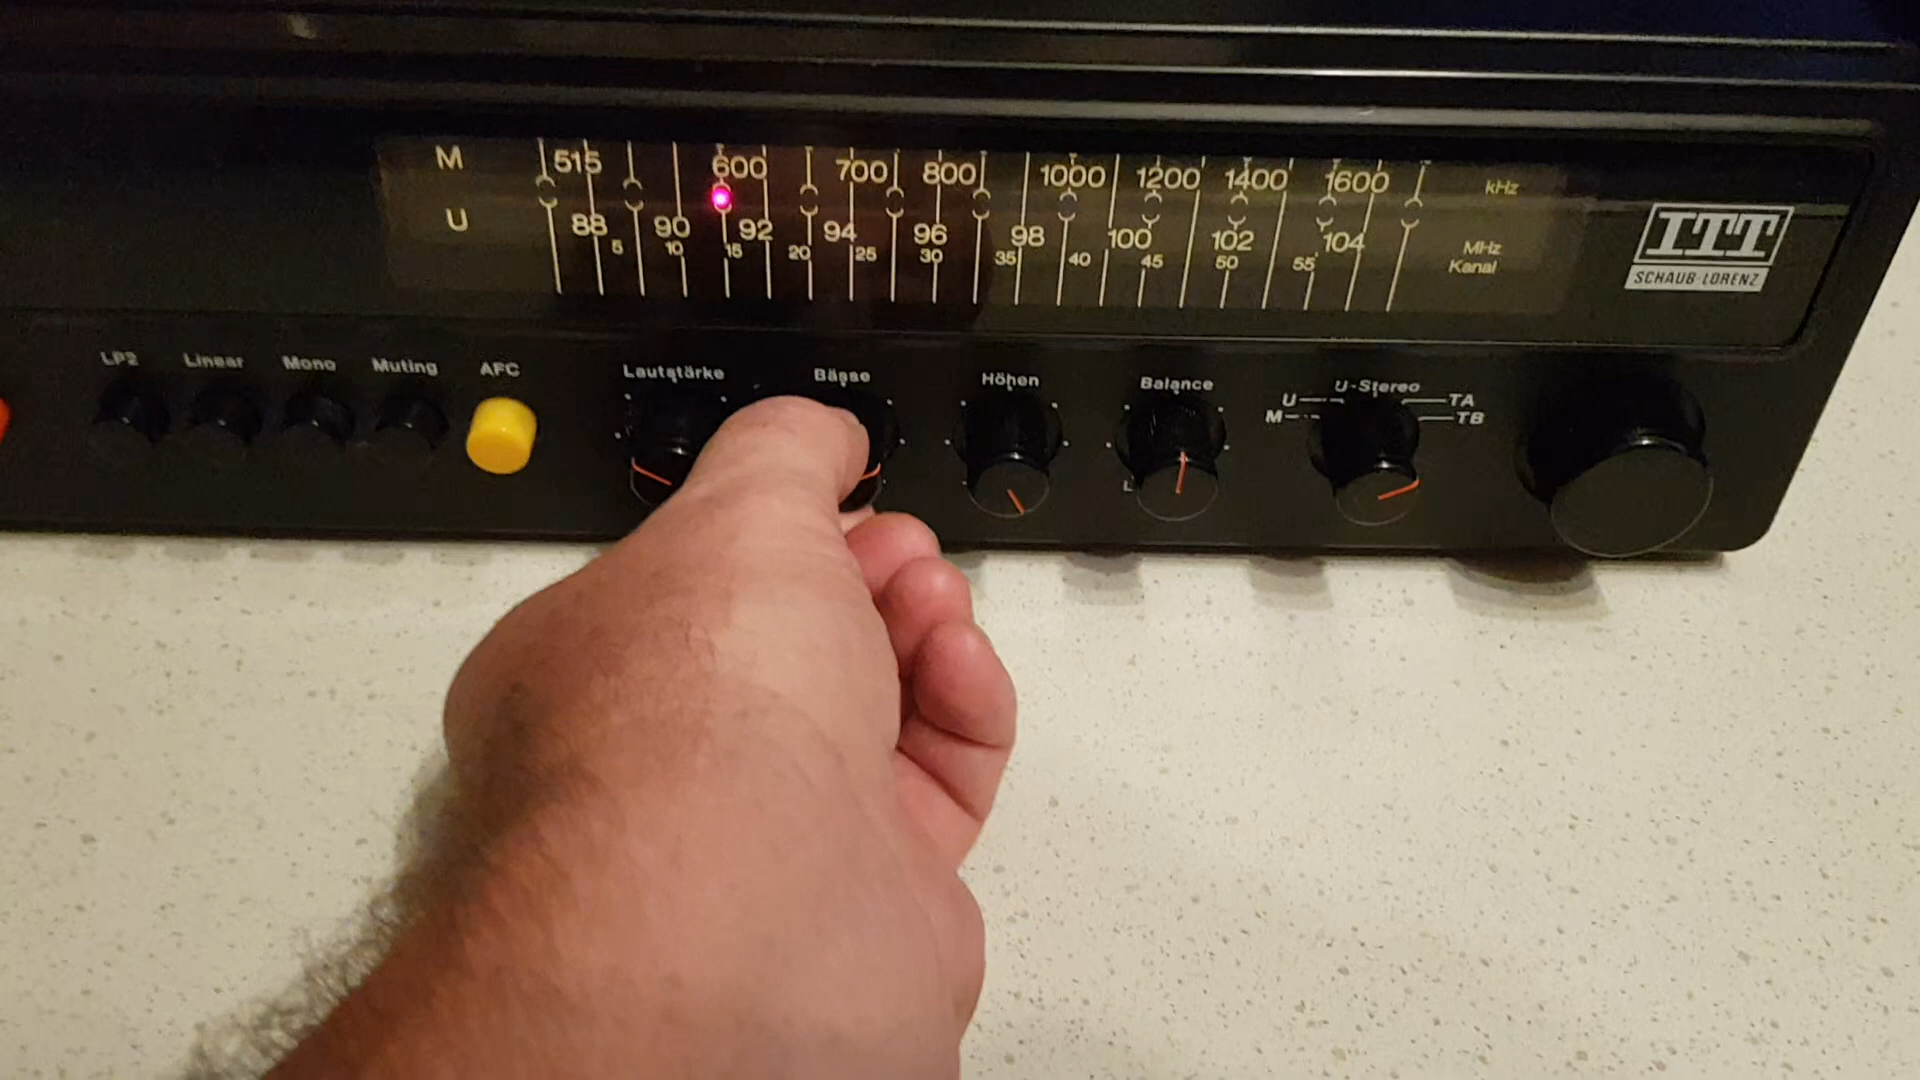 M 515 600 700 800 1000 1200 1400 1600 kHz
U 88 90 92 94 96 98 100 102 104 MHz
5 10 15 20 25 30 35 40 45 50 55 Kanal
ITT
SCHAUB-LORENZ
LP2 Linear Mono Muting AFC Lautstärke Bässe Höhen Balance U-Stereo
U TA
M TB
L